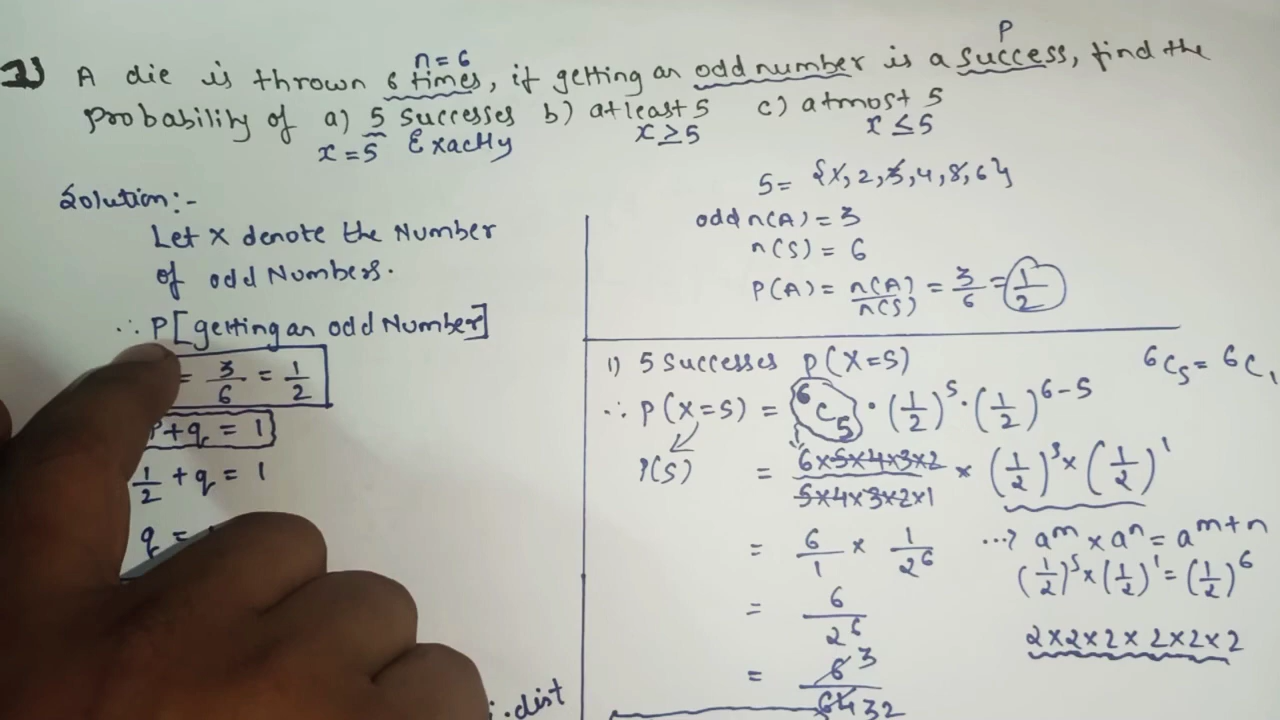 P
n=6
2) A die is thrown 6 times, if getting an odd number is a success, find the
probability of a) 5 successes b) atleast 5 c) atmost 5
x=5 Exactly x≥5 x≤5
Solution:-
Let X denote the Number
of odd Numbers.
∴ P[getting an odd Number]
= 3/6 = 1/2
P+q = 1
1/2 + q = 1
q =
S= {1, 2, 3, 4, 5, 6}
odd n(A) = 3
n(S) = 6
P(A) = n(A)/n(S) = 3/6 = 1/2
1) 5 Successes P(X=5) 6C5 = 6C1
∴ P(X=5) = 6C5 · (1/2)^5 · (1/2)^6-5
P(5) = 6×5×4×3×2/5×4×3×2×1 × (1/2)^5 × (1/2)^1
= 6/1 × 1/2^6 ...? a^m × a^n = a^m+n
(1/2)^5 × (1/2)^1 = (1/2)^6
= 6/2^6
2×2×2×2×2×2
= 6 3/64 32
.dist